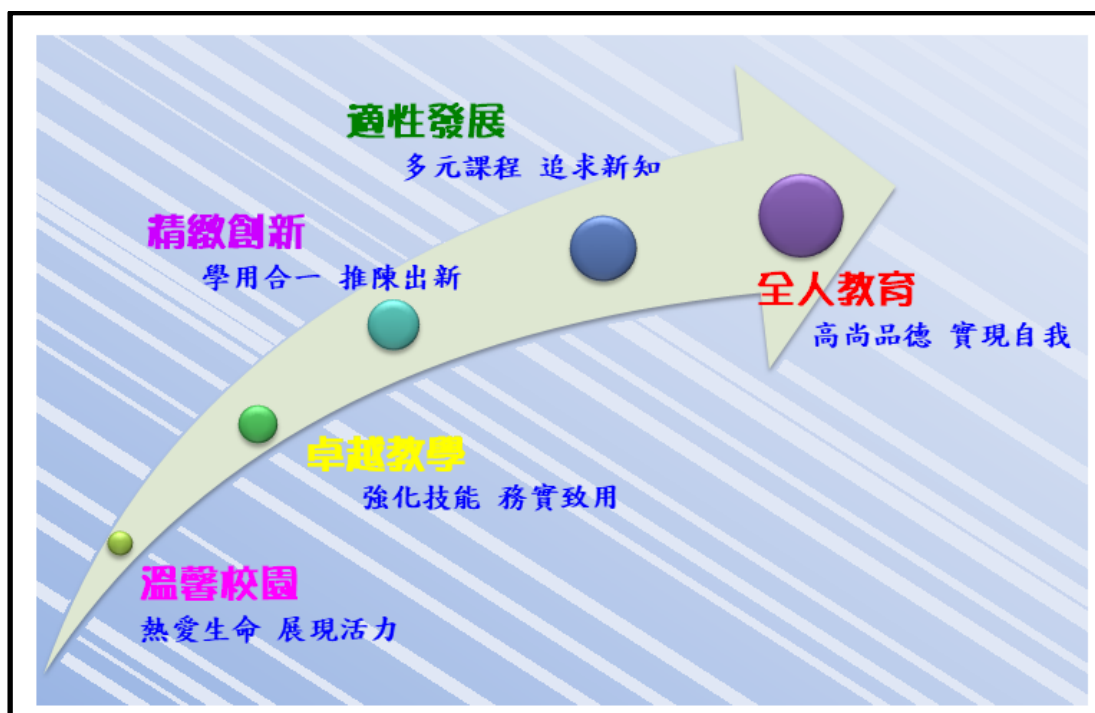 適性發展
多元課程 追求新知
精緻創新
學用合一 推陳出新
全人教育
高尚品德 實現自我
卓越教學
強化技能 務實致用
溫馨校園
熱愛生命 展現活力